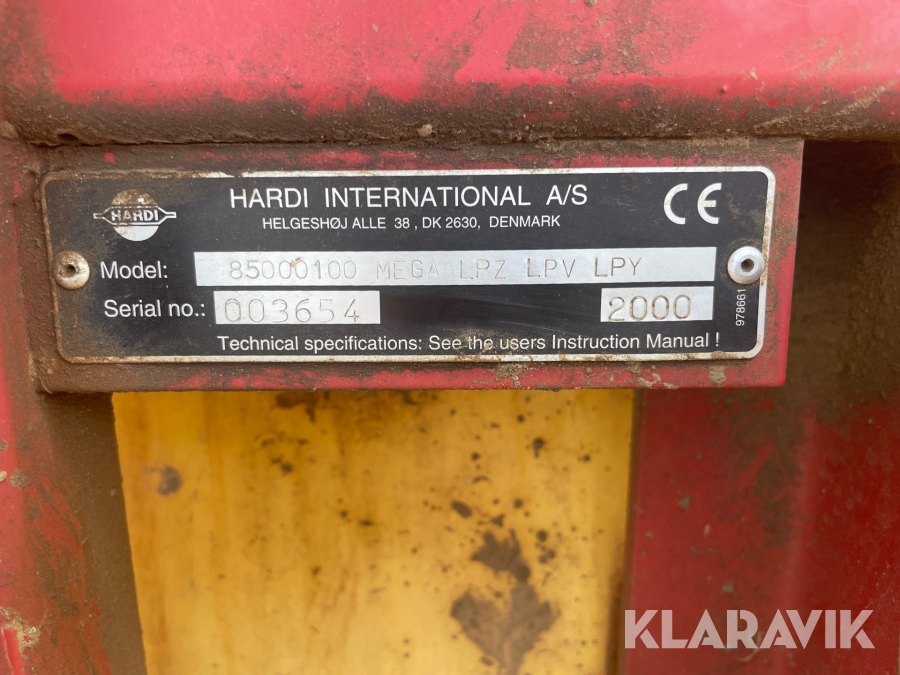 HARDI
HARDI INTERNATIONAL A/S
HELGESHØJ ALLE 38, DK 2630, DENMARK
CE
Model: 85000100 MEGA LPZ LPV LPY
Serial no.: 003654 2000
978661
Technical specifications: See the users Instruction Manual !
KLARAVIK